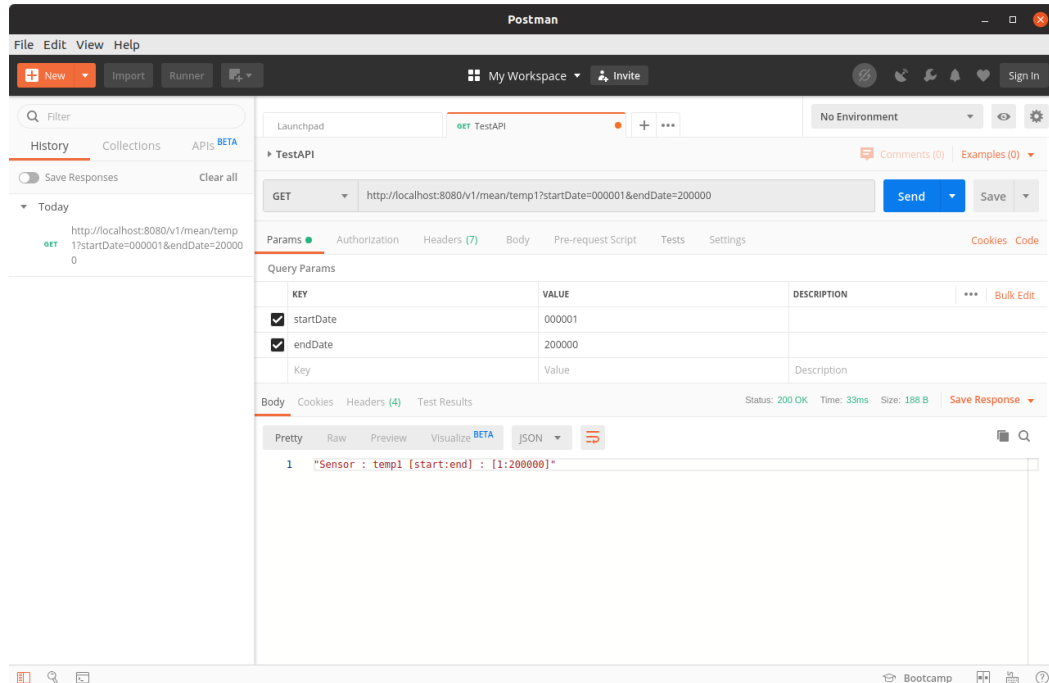 Postman
File Edit View Help
New Import Runner My Workspace Invite Sign In
Filter
History Collections APIs BETA
Save Responses Clear all
Today
GET http://localhost:8080/v1/mean/temp
1?startDate=000001&endDate=20000
0
Launchpad GET TestAPI No Environment
TestAPI Comments (0) Examples (0)
GET http://localhost:8080/v1/mean/temp1?startDate=000001&endDate=200000 Send Save
Params Authorization Headers (7) Body Pre-request Script Tests Settings Cookies Code
Query Params
KEY VALUE DESCRIPTION Bulk Edit
startDate 000001
endDate 200000
Key Value Description
Body Cookies Headers (4) Test Results Status: 200 OK Time: 33ms Size: 188 B Save Response
Pretty Raw Preview Visualize BETA JSON
1 "Sensor : temp1 [start:end] : [1:200000]"
Bootcamp